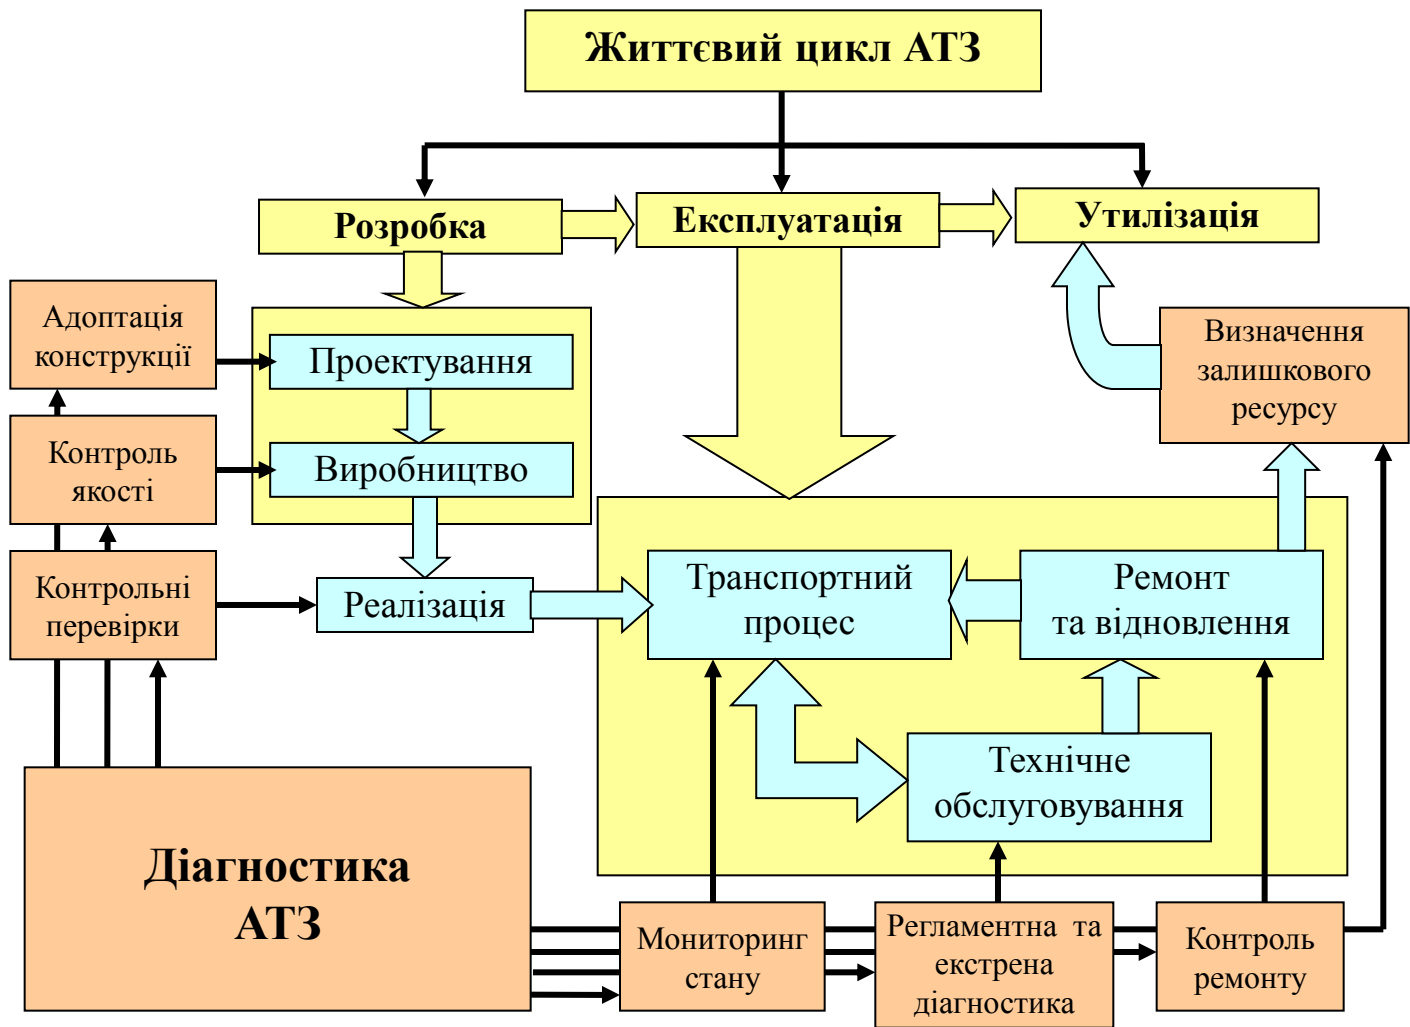 Життєвий цикл АТЗ
Розробка
Експлуатація
Утилізація
Адоптація
конструкції
Проектування
Визначення
залишкового
ресурсу
Контроль
якості
Виробництво
Контрольні
перевірки
Реалізація
Транспортний
процес
Ремонт
та відновлення
Технічне
обслуговування
Діагностика
АТЗ
Мониторинг
стану
Регламентна та
екстрена
діагностика
Контроль
ремонту